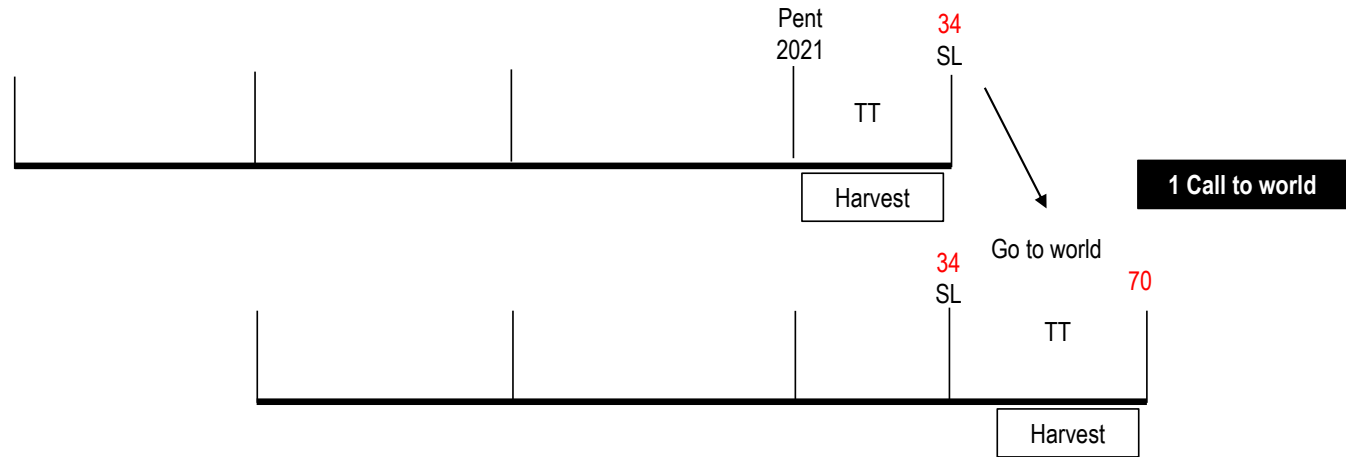 Pent
2021
34
SL
TT
Harvest
1 Call to world
Go to world
34
SL
70
TT
Harvest